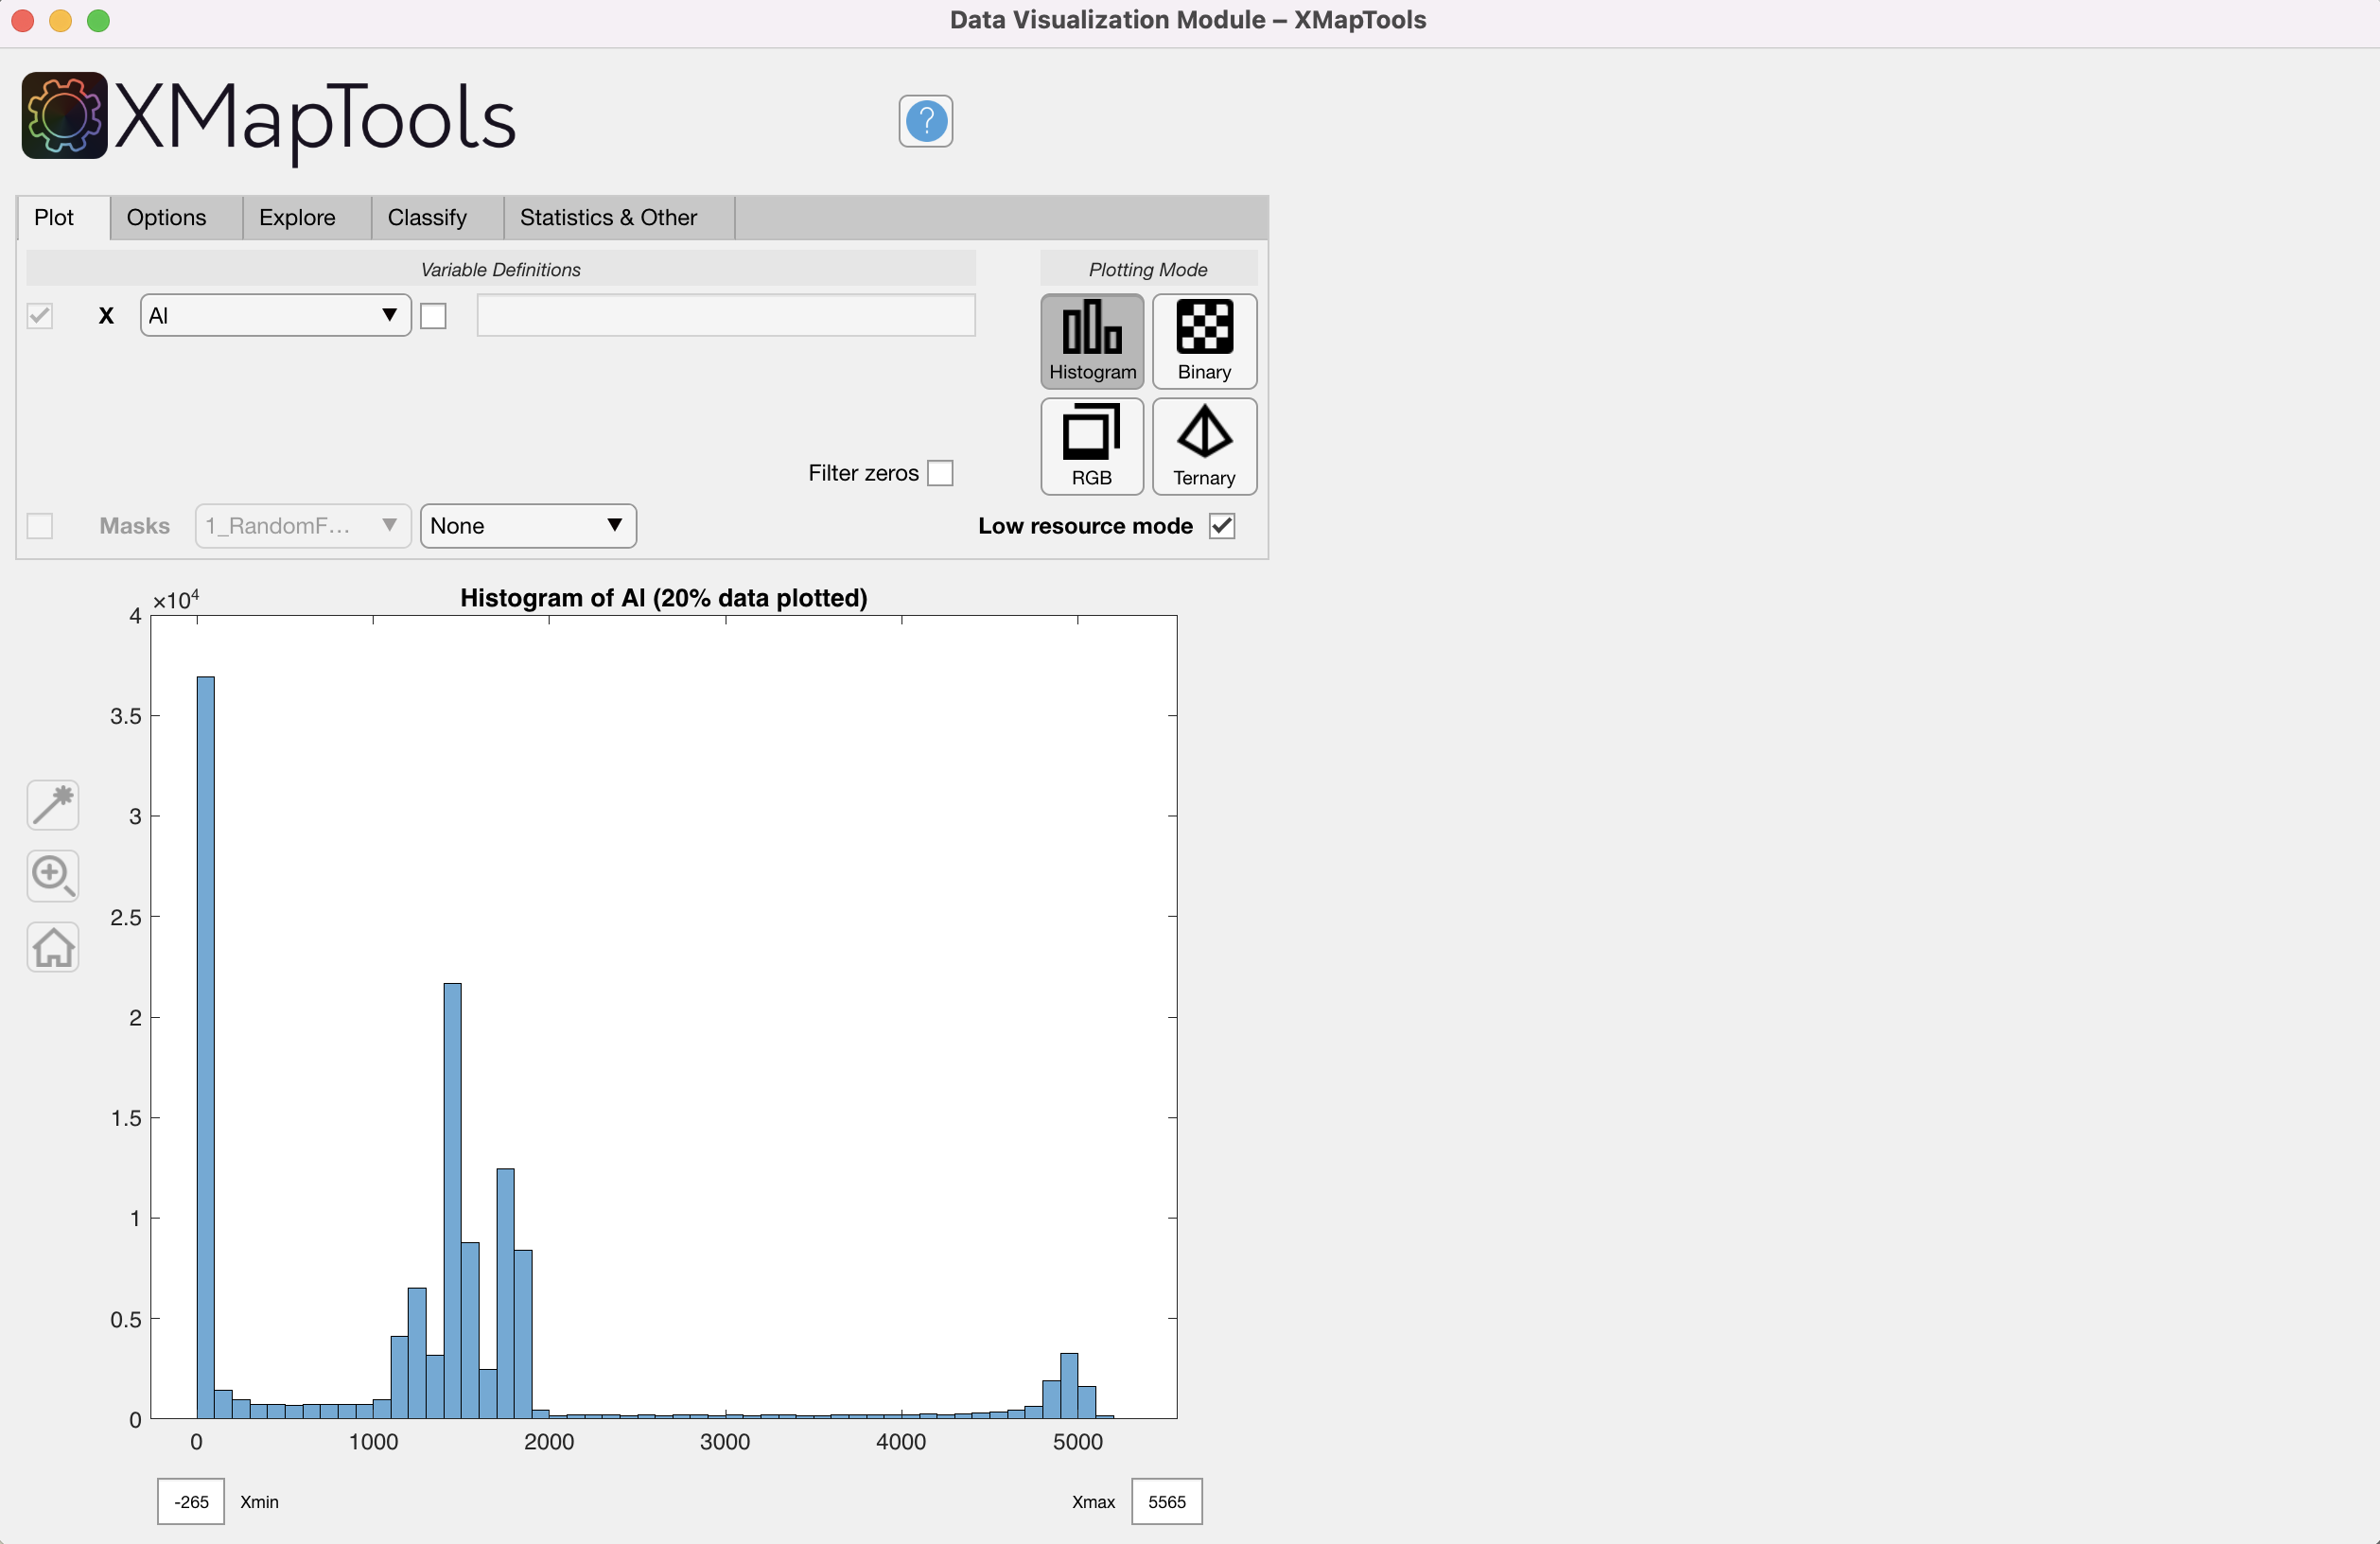 Data Visualization Module – XMapTools
XMapTools
?
Plot Options Explore Classify Statistics & Other
Variable Definitions Plotting Mode
X Al
Histogram Binary
Filter zeros
RGB Ternary
Masks 1_RandomF... None Low resource mode
Histogram of Al (20% data plotted)
×10⁴
4
3.5
3
2.5
2
1.5
1
0.5
0
0 1000 2000 3000 4000 5000
-265 Xmin Xmax 5565